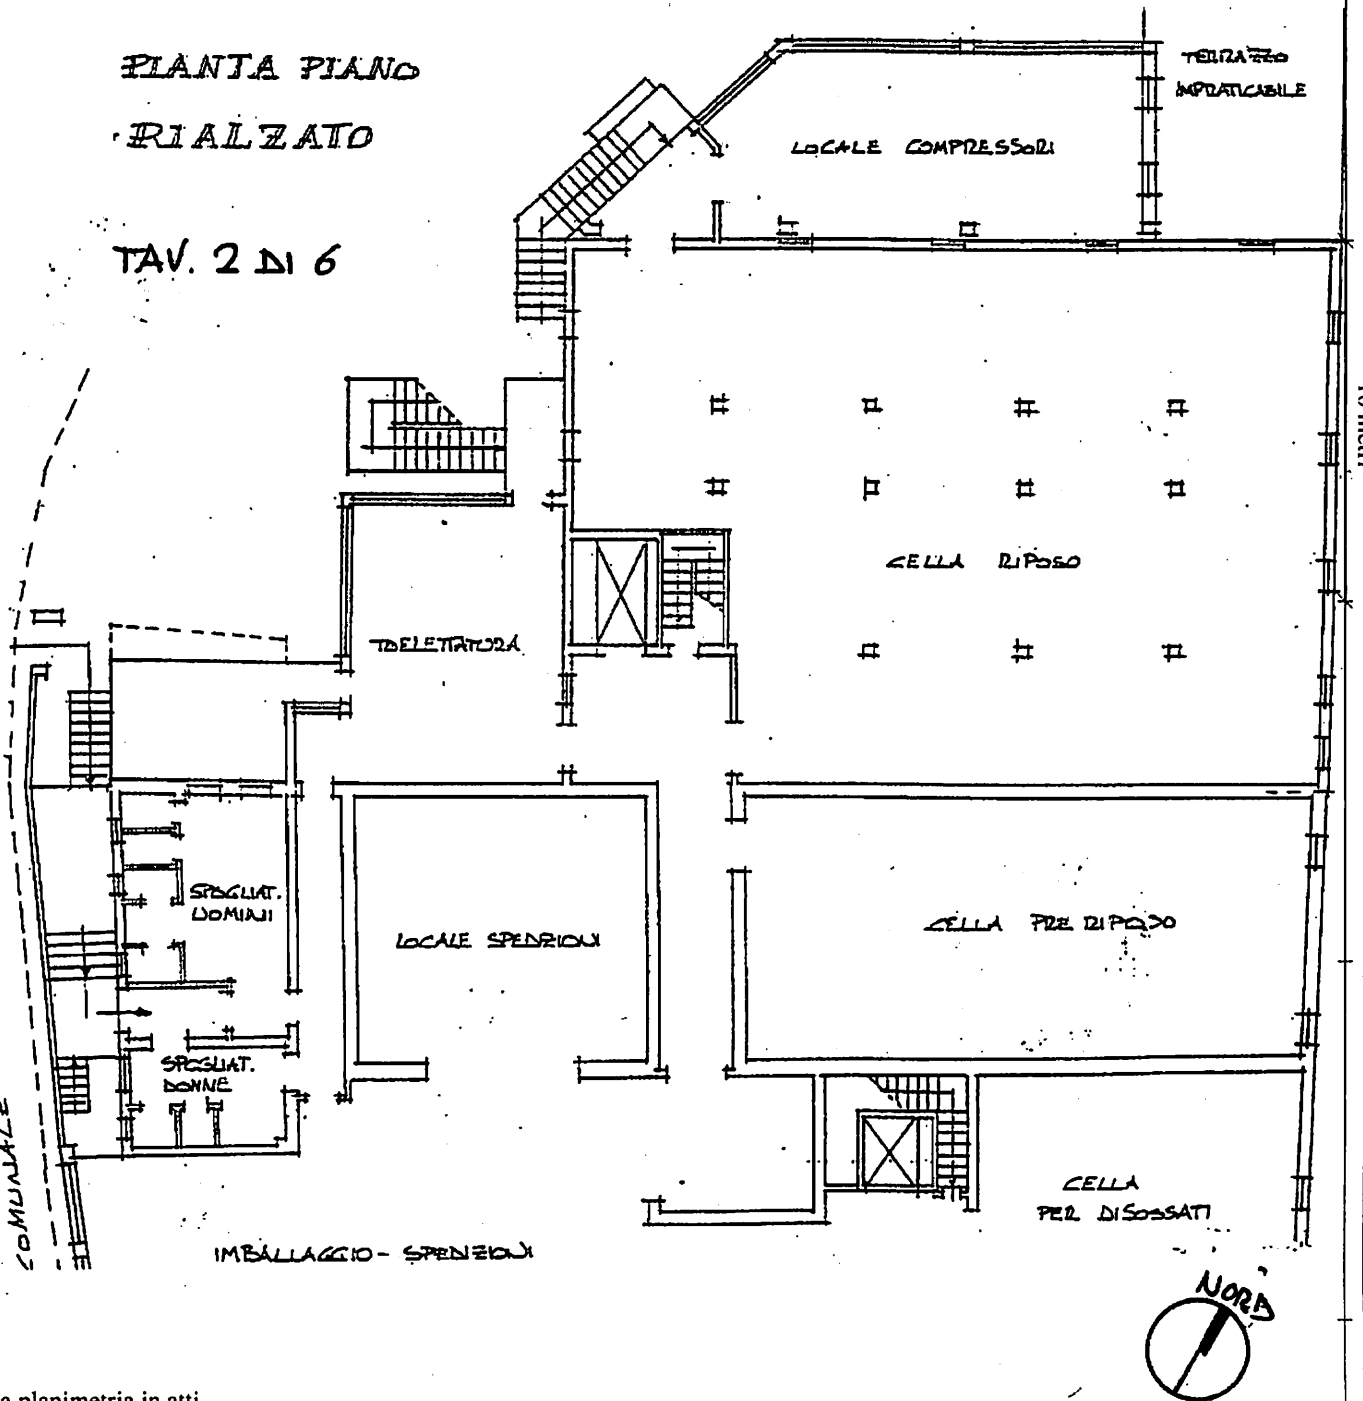 PIANTA PIANO
RIALZATO
TAV. 2 DI 6
TERRAZZO
IMPRATICABILE
LOCALE COMPRESSORI
CELLA RIPOSO
TOELETTATURA
SPOGLIAT.
UOMINI
LOCALE SPEDIZIONI
CELLA PRE RIPOSO
SPOGLIAT.
DONNE
COMUNALE
CELLA
PER DISOSSATI
IMBALLAGGIO - SPEDIZIONI
NORD
planimetria in atti